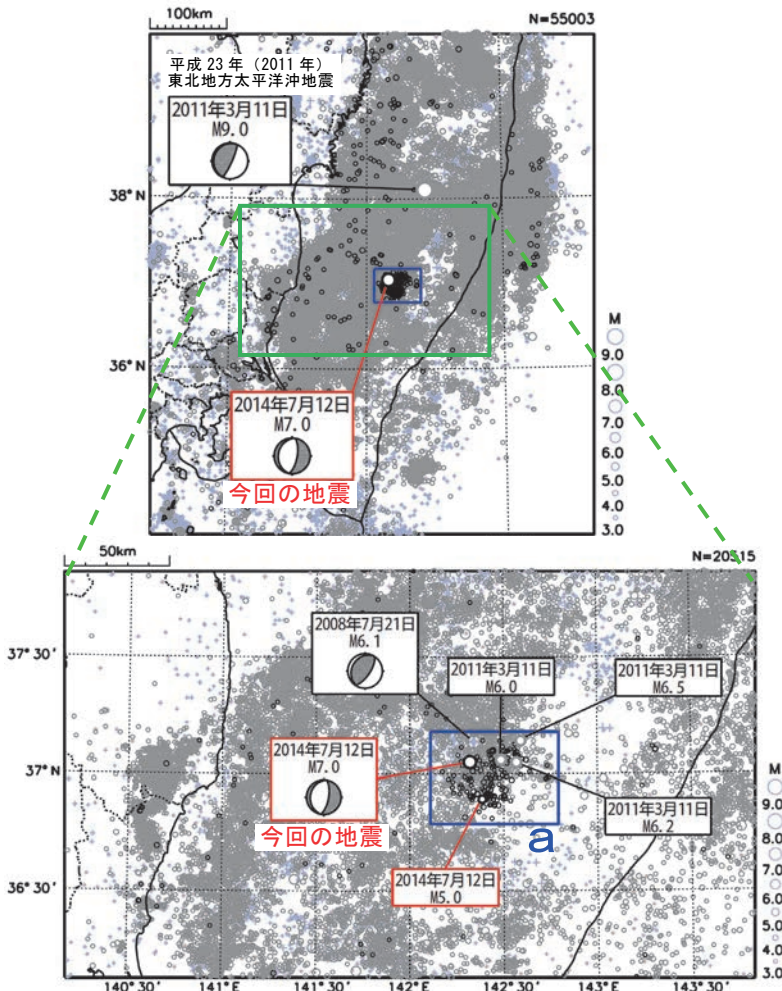 100km
N=55003
平成 23 年（2011 年）
東北地方太平洋沖地震
2011年3月11日
M9.0
38°N
36°N
2014年7月12日
M7.0
今回の地震
M
9.0
8.0
7.0
6.0
5.0
4.0
3.0
50km
N=20515
2008年7月21日
M6.1
2011年3月11日
M6.0
2011年3月11日
M6.5
37°30'
2014年7月12日
M7.0
37°N
今回の地震
2011年3月11日
M6.2
a
2014年7月12日
M5.0
36°30'
M
9.0
8.0
7.0
6.0
5.0
4.0
3.0
140°30' 141°E 141°30' 142°E 142°30' 143°E 143°30'